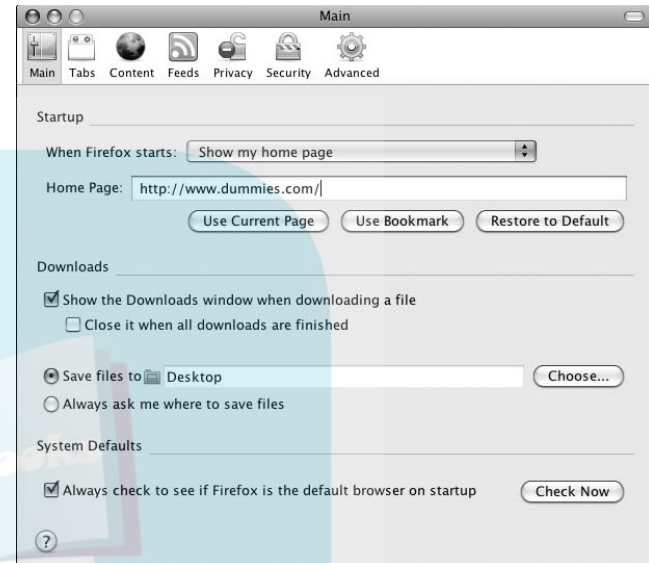 Main
Main Tabs Content Feeds Privacy Security Advanced
Startup
When Firefox starts: Show my home page
Home Page: http://www.dummies.com/
Use Current Page Use Bookmark Restore to Default
Downloads
Show the Downloads window when downloading a file
Close it when all downloads are finished
Save files to Desktop Choose...
Always ask me where to save files
System Defaults
Always check to see if Firefox is the default browser on startup Check Now
?